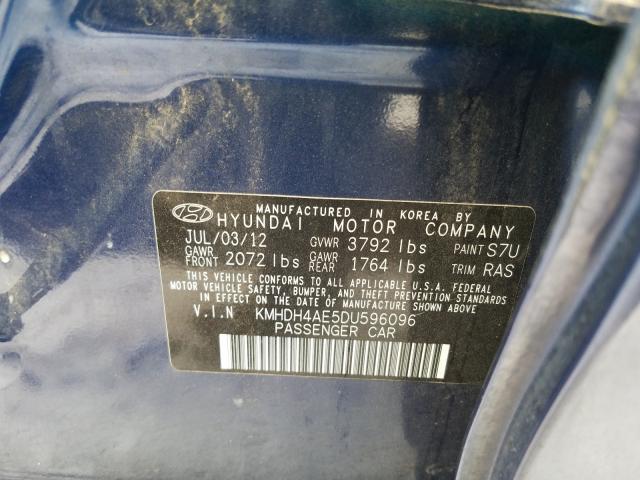 MANUFACTURED IN KOREA BY
HYUNDAI MOTOR COMPANY
JUL/03/12 GVWR 3792 lbs PAINT S7U
GAWR FRONT 2072 lbs GAWR REAR 1764 lbs TRIM RAS
THIS VEHICLE CONFORMS TO ALL APPLICABLE U.S.A. FEDERAL
MOTOR VEHICLE SAFETY, BUMPER, AND THEFT PREVENTION STANDARDS
IN EFFECT ON THE DATE OF MANUFACTURE SHOWN ABOVE.
V.I.N KMHDH4AE5DU596096
PASSENGER CAR